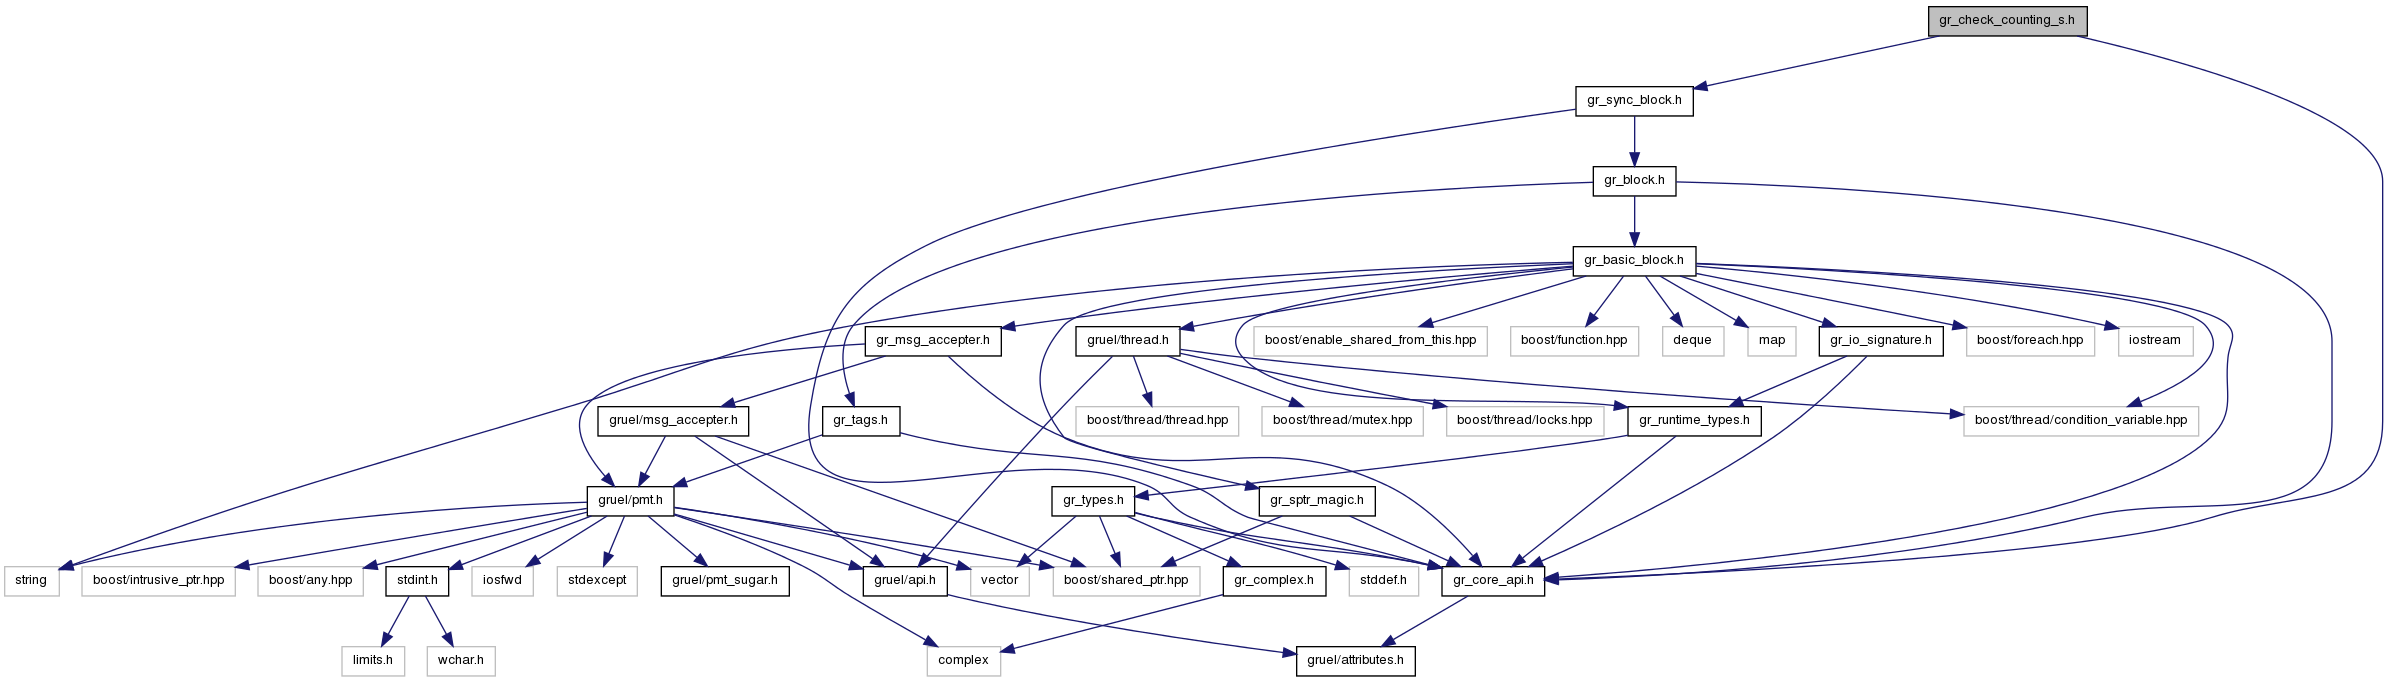 gr_check_counting_s.h
gr_sync_block.h
gr_block.h
gr_basic_block.h
gr_msg_accepter.h
gruel/thread.h
boost/enable_shared_from_this.hpp
boost/function.hpp
deque
map
gr_io_signature.h
boost/foreach.hpp
iostream
gruel/msg_accepter.h
gr_tags.h
boost/thread/thread.hpp
boost/thread/mutex.hpp
boost/thread/locks.hpp
gr_runtime_types.h
boost/thread/condition_variable.hpp
gruel/pmt.h
gr_types.h
gr_sptr_magic.h
string
boost/intrusive_ptr.hpp
boost/any.hpp
stdint.h
iosfwd
stdexcept
gruel/pmt_sugar.h
gruel/api.h
vector
boost/shared_ptr.hpp
gr_complex.h
stddef.h
gr_core_api.h
limits.h
wchar.h
complex
gruel/attributes.h